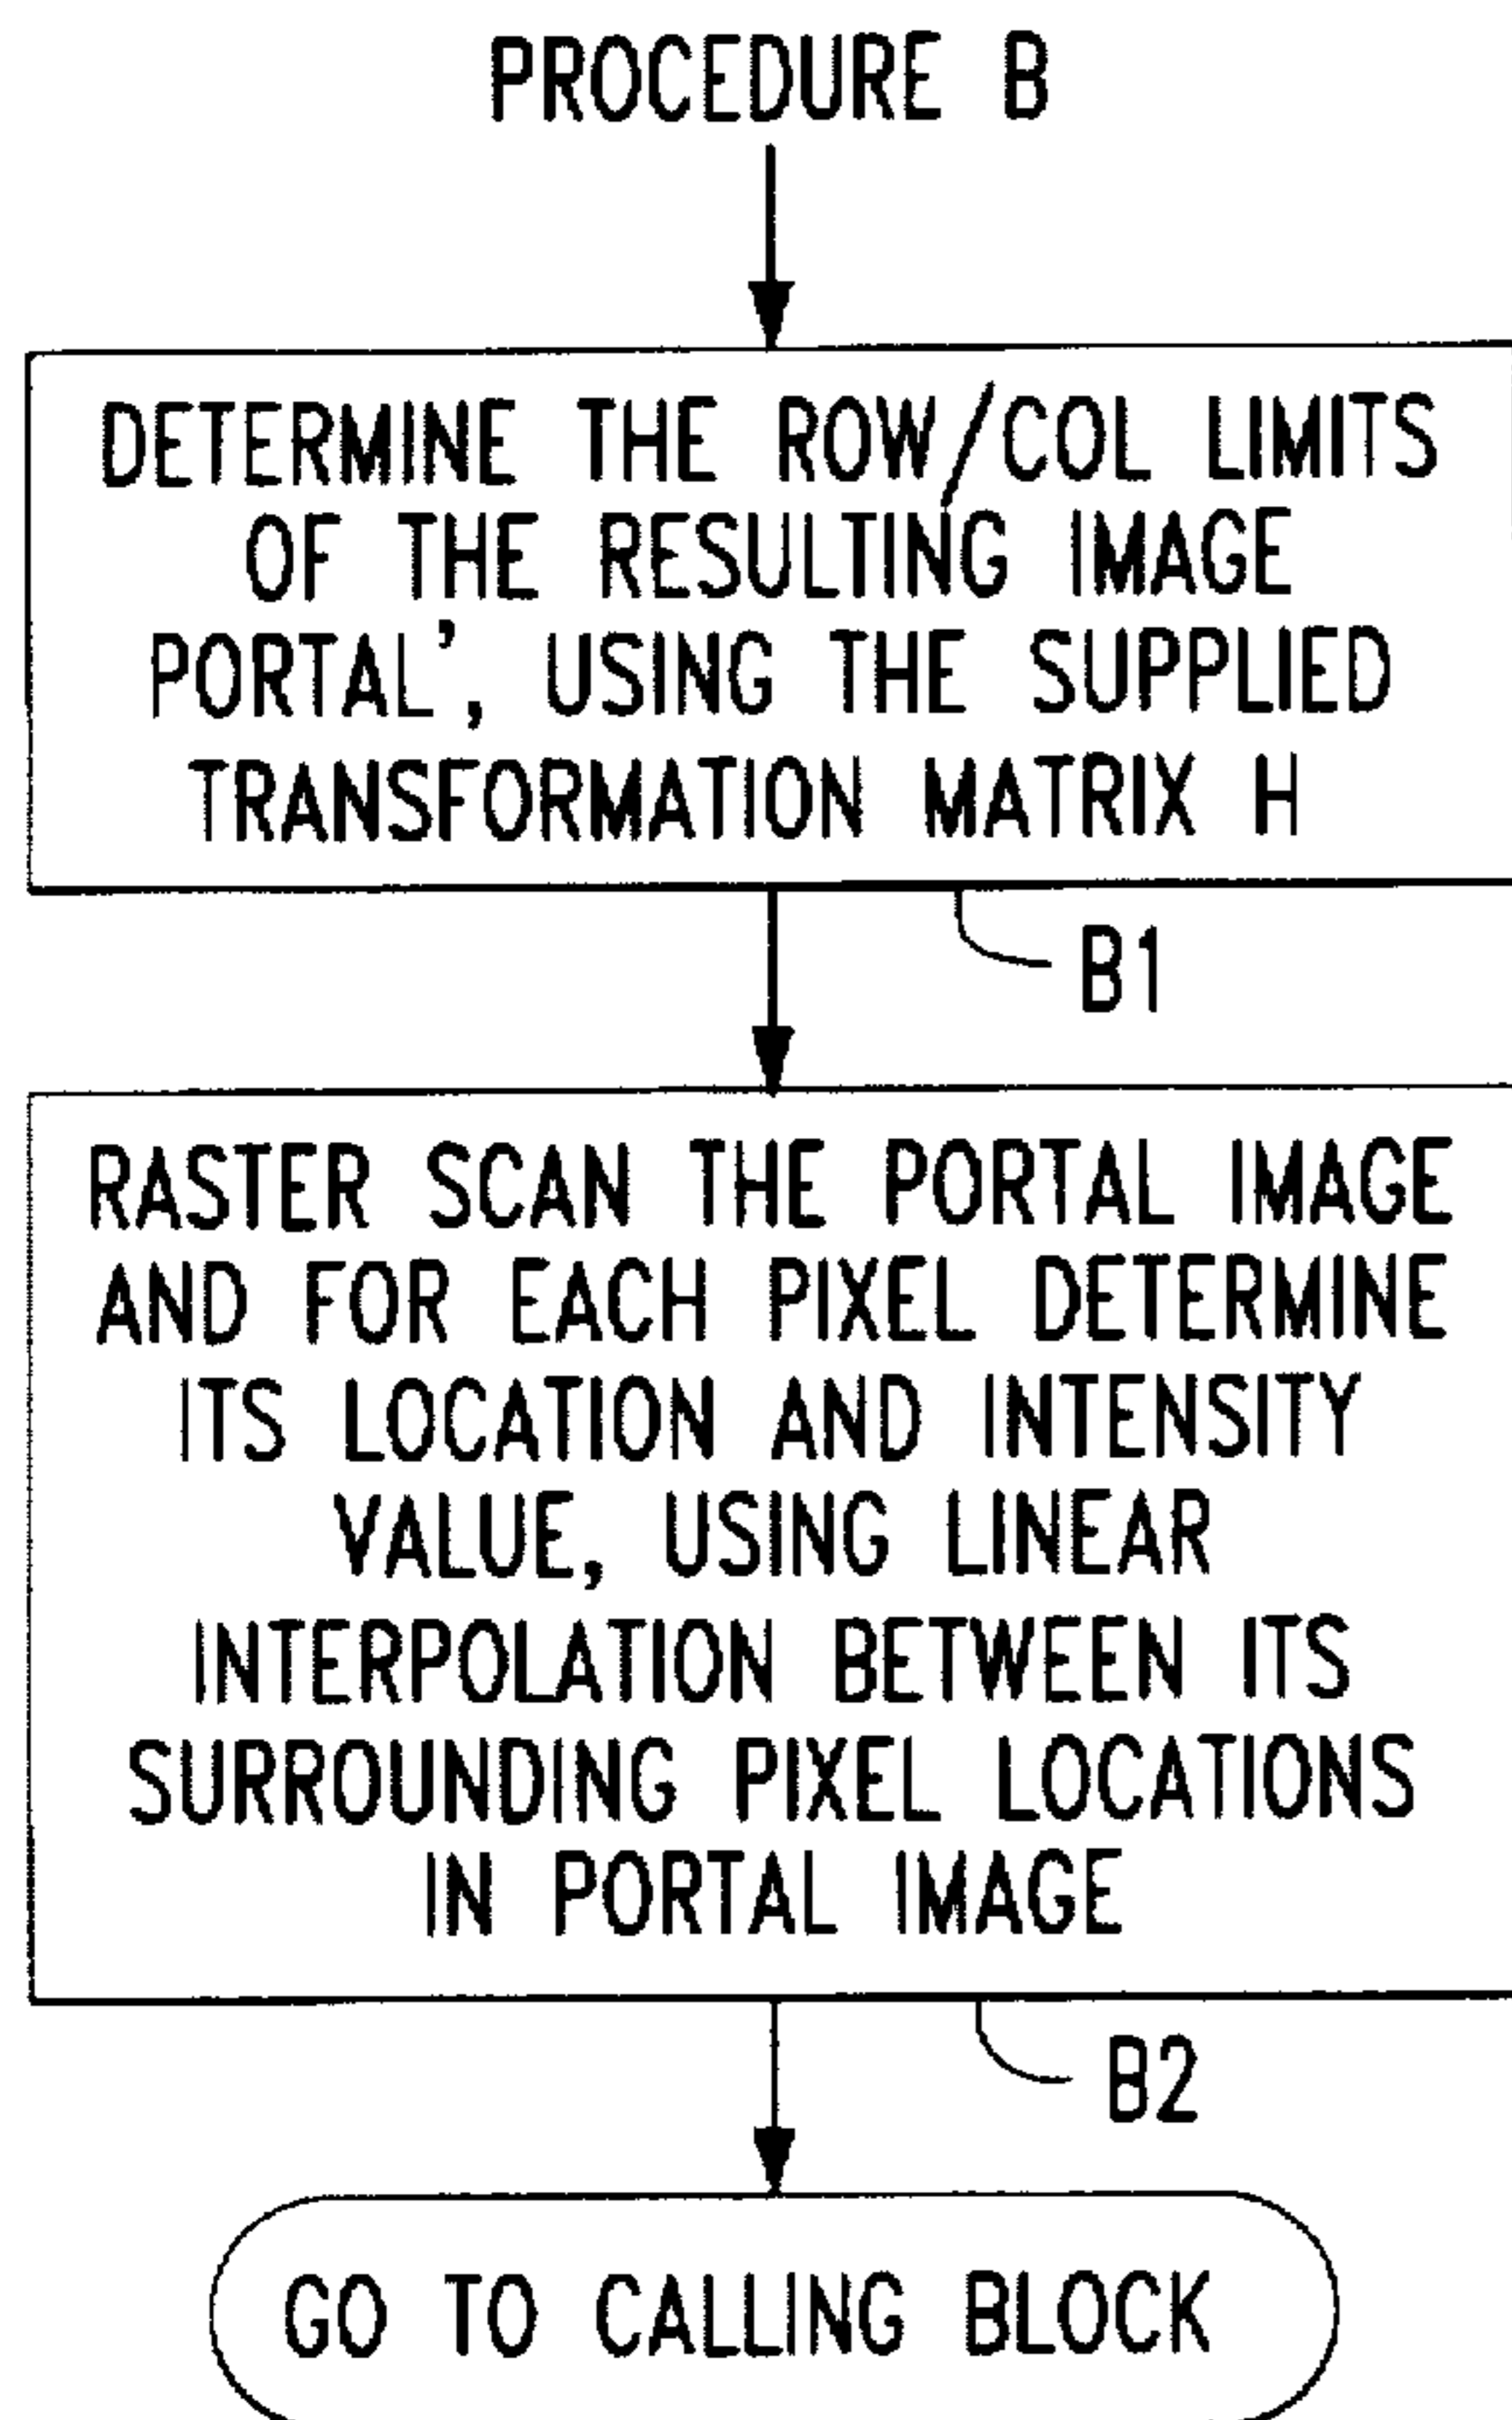 PROCEDURE B
DETERMINE THE ROW/COL LIMITS
OF THE RESULTING IMAGE
PORTAL', USING THE SUPPLIED
TRANSFORMATION MATRIX H
B1
RASTER SCAN THE PORTAL IMAGE
AND FOR EACH PIXEL DETERMINE
ITS LOCATION AND INTENSITY
VALUE, USING LINEAR
INTERPOLATION BETWEEN ITS
SURROUNDING PIXEL LOCATIONS
IN PORTAL IMAGE
B2
GO TO CALLING BLOCK